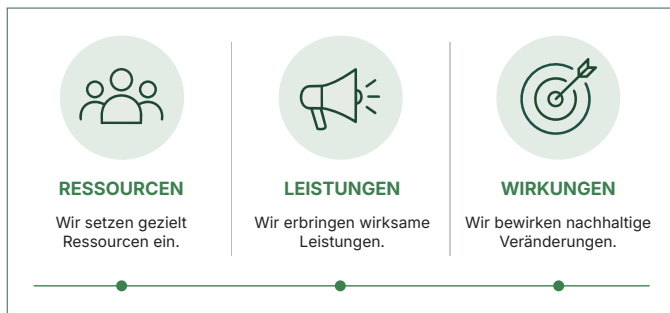 RESSOURCEN
Wir setzen gezielt
Ressourcen ein.
LEISTUNGEN
Wir erbringen wirksame
Leistungen.
WIRKUNGEN
Wir bewirken nachhaltige
Veränderungen.